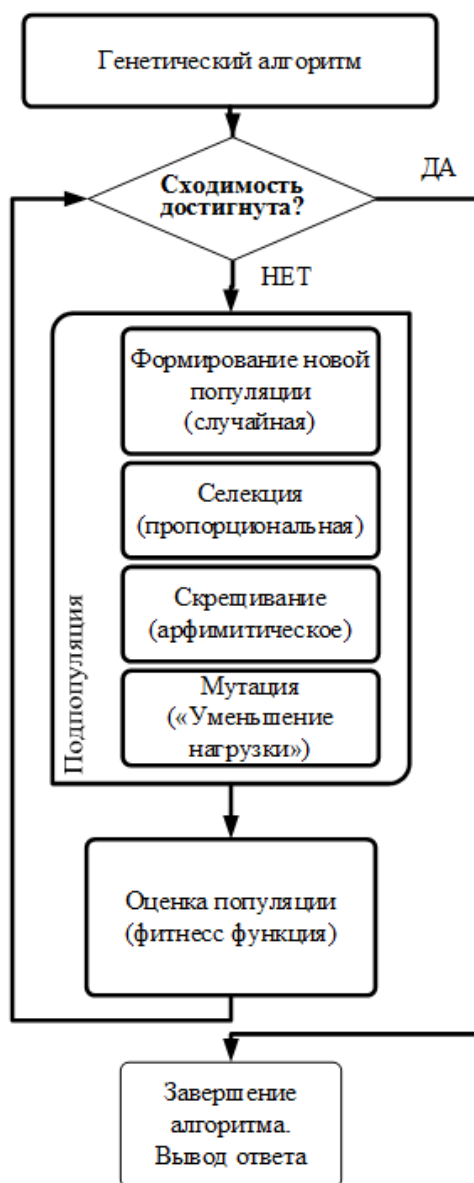 Генетический алгоритм
Сходимость
достигнута?
ДА
НЕТ
Формирование новой
популяции
(случайная)
Селекция
(пропорциональная)
Скрещивание
(арфимитическое)
Мутация
(«Уменьшение
нагрузки»)
Подпопуляция
Оценка популяции
(фитнесс функция)
Завершение
алгоритма.
Вывод ответа